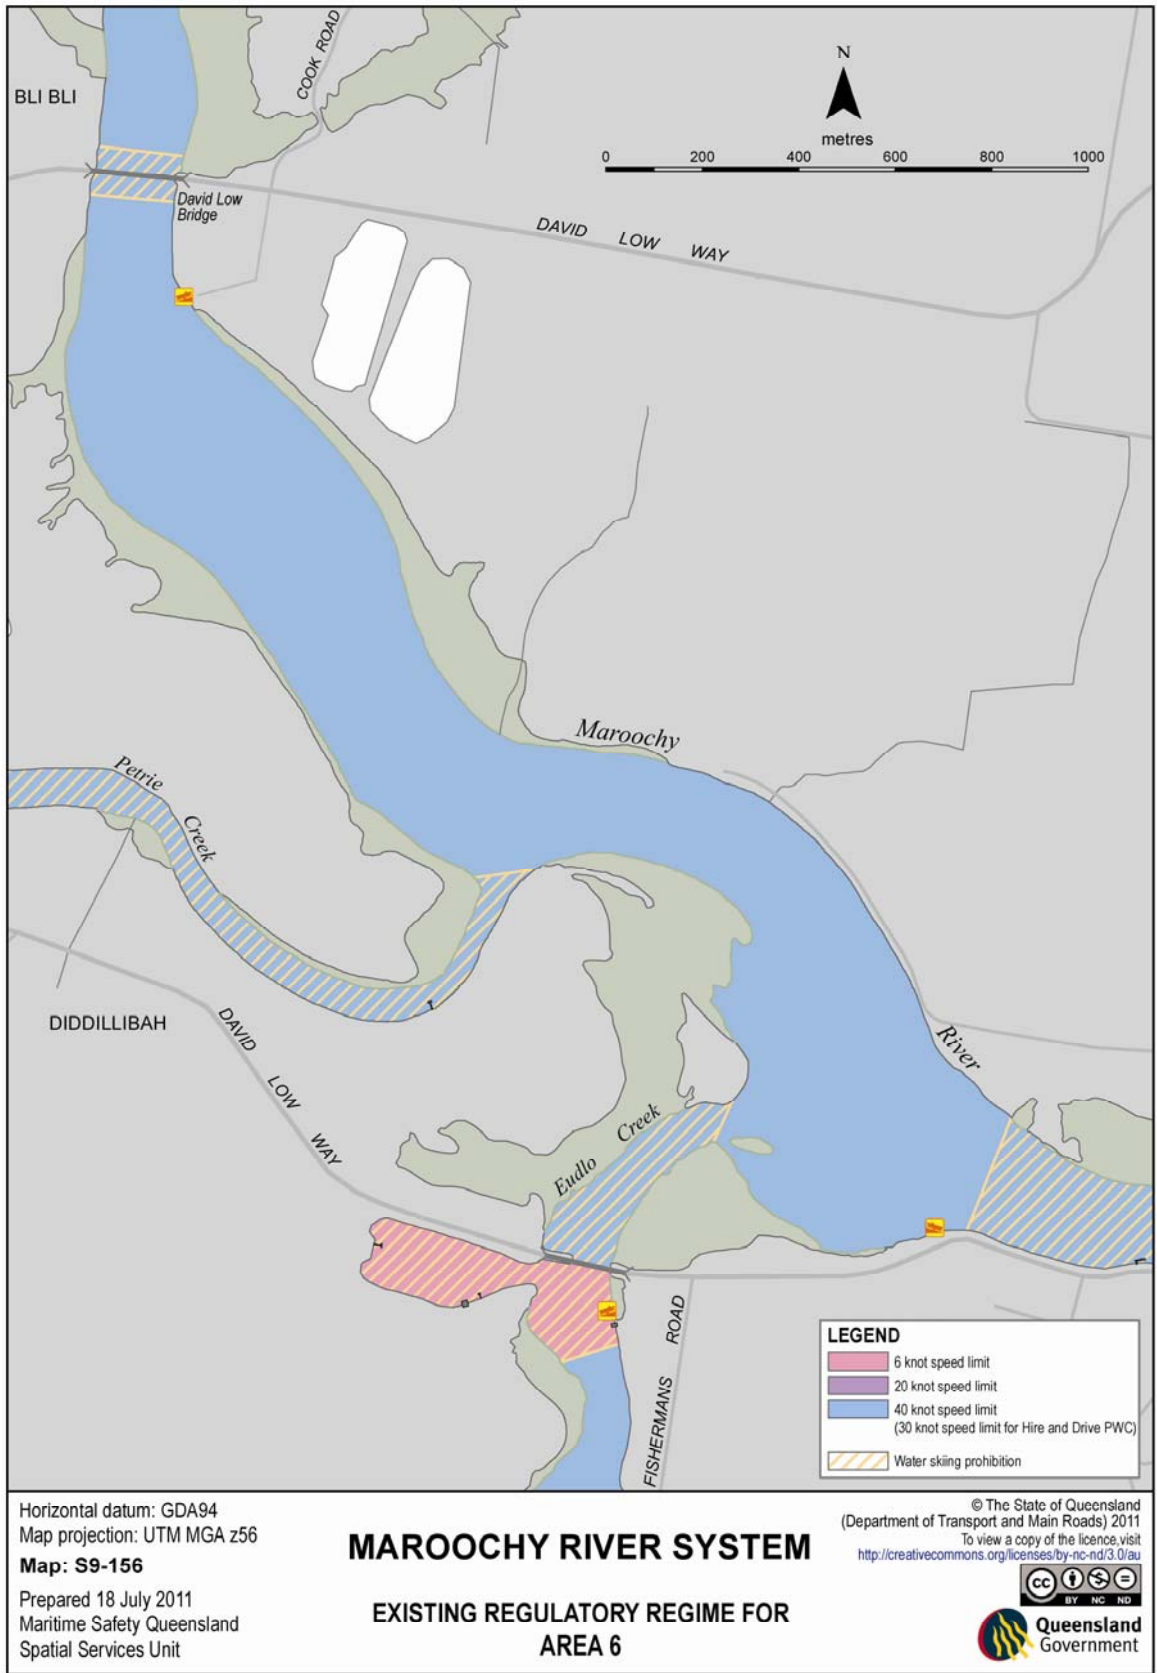 BLI BLI
COOK ROAD
N
metres
0 200 400 600 800 1000
David Low
Bridge
DAVID LOW WAY
Maroochy
Petrie
Creek
DIDDILLIBAH
DAVID
LOW
WAY
River
Creek
Eudlo
FISHERMANS ROAD
LEGEND
6 knot speed limit
20 knot speed limit
40 knot speed limit
(30 knot speed limit for Hire and Drive PWC)
Water skiing prohibition
Horizontal datum: GDA94
Map projection: UTM MGA z56
Map: S9-156
Prepared 18 July 2011
Maritime Safety Queensland
Spatial Services Unit
MAROOCHY RIVER SYSTEM
EXISTING REGULATORY REGIME FOR
AREA 6
© The State of Queensland
(Department of Transport and Main Roads) 2011
To view a copy of the licence,visit
http://creativecommons.org/licenses/by-nc-nd/3.0/au
cc
BY NC ND
Queensland
Government